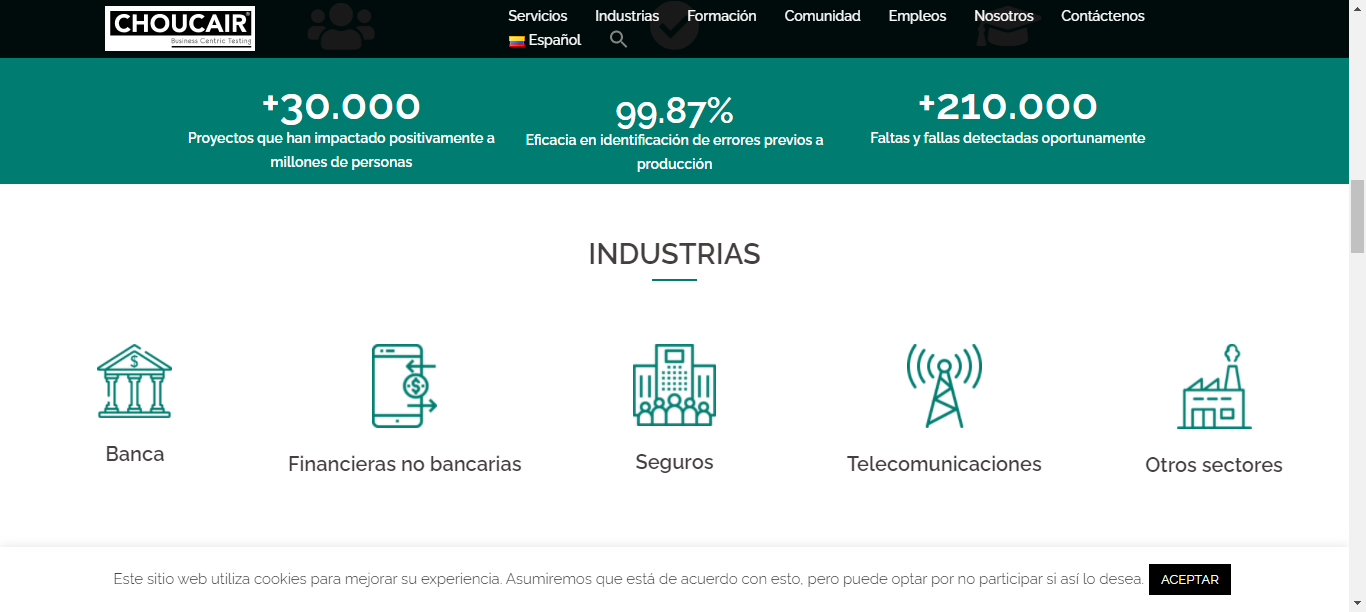 CHOUCAIR®
Business Centric Testing
Servicios Industrias Formación Comunidad Empleos Nosotros Contáctenos
Español
+30.000
Proyectos que han impactado positivamente a
millones de personas
99.87%
Eficacia en identificación de errores previos a
producción
+210.000
Faltas y fallas detectadas oportunamente
INDUSTRIAS
$
$
Banca
Financieras no bancarias
Seguros
Telecomunicaciones
Otros sectores
Este sitio web utiliza cookies para mejorar su experiencia. Asumiremos que está de acuerdo con esto, pero puede optar por no participar si así lo desea. ACEPTAR